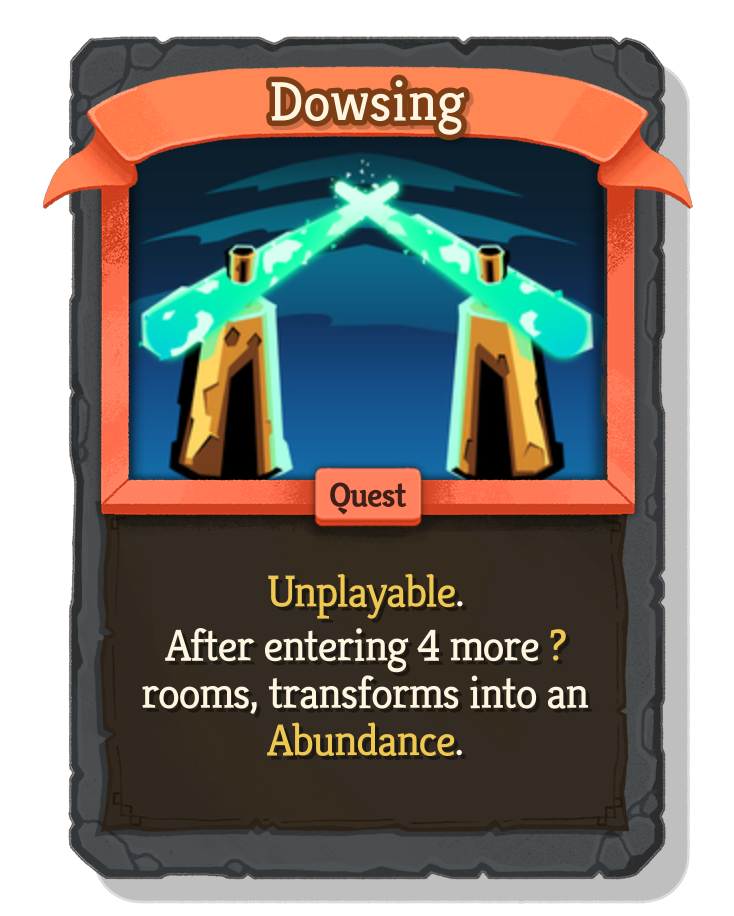 Dowsing
Quest
Unplayable.
After entering 4 more ?
rooms, transforms into an
Abundance.